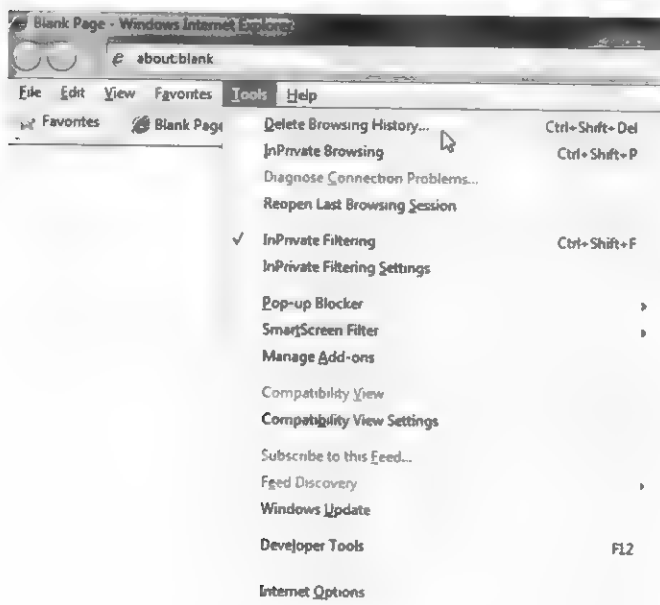 Blank Page - Windows Internet Explorer
about:blank
File Edit View Favorites Tools Help
Favorites Blank Page
Delete Browsing History... Ctrl+Shift+Del
InPrivate Browsing Ctrl+Shift+P
Diagnose Connection Problems...
Reopen Last Browsing Session
✓ InPrivate Filtering Ctrl+Shift+F
InPrivate Filtering Settings
Pop-up Blocker
SmartScreen Filter
Manage Add-ons
Compatibility View
Compatibility View Settings
Subscribe to this Feed...
Feed Discovery
Windows Update
Developer Tools F12
Internet Options